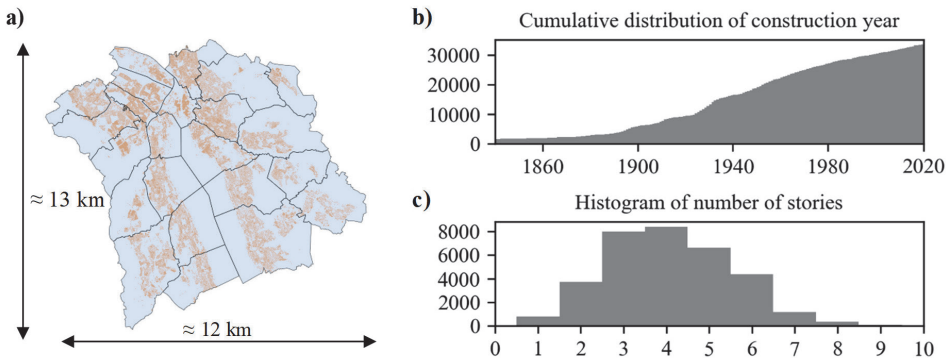 a)
≈ 13 km
≈ 12 km
b)
Cumulative distribution of construction year
30000
20000
10000
0
1860 1900 1940 1980 2020
c)
Histogram of number of stories
8000
6000
4000
2000
0
0 1 2 3 4 5 6 7 8 9 10